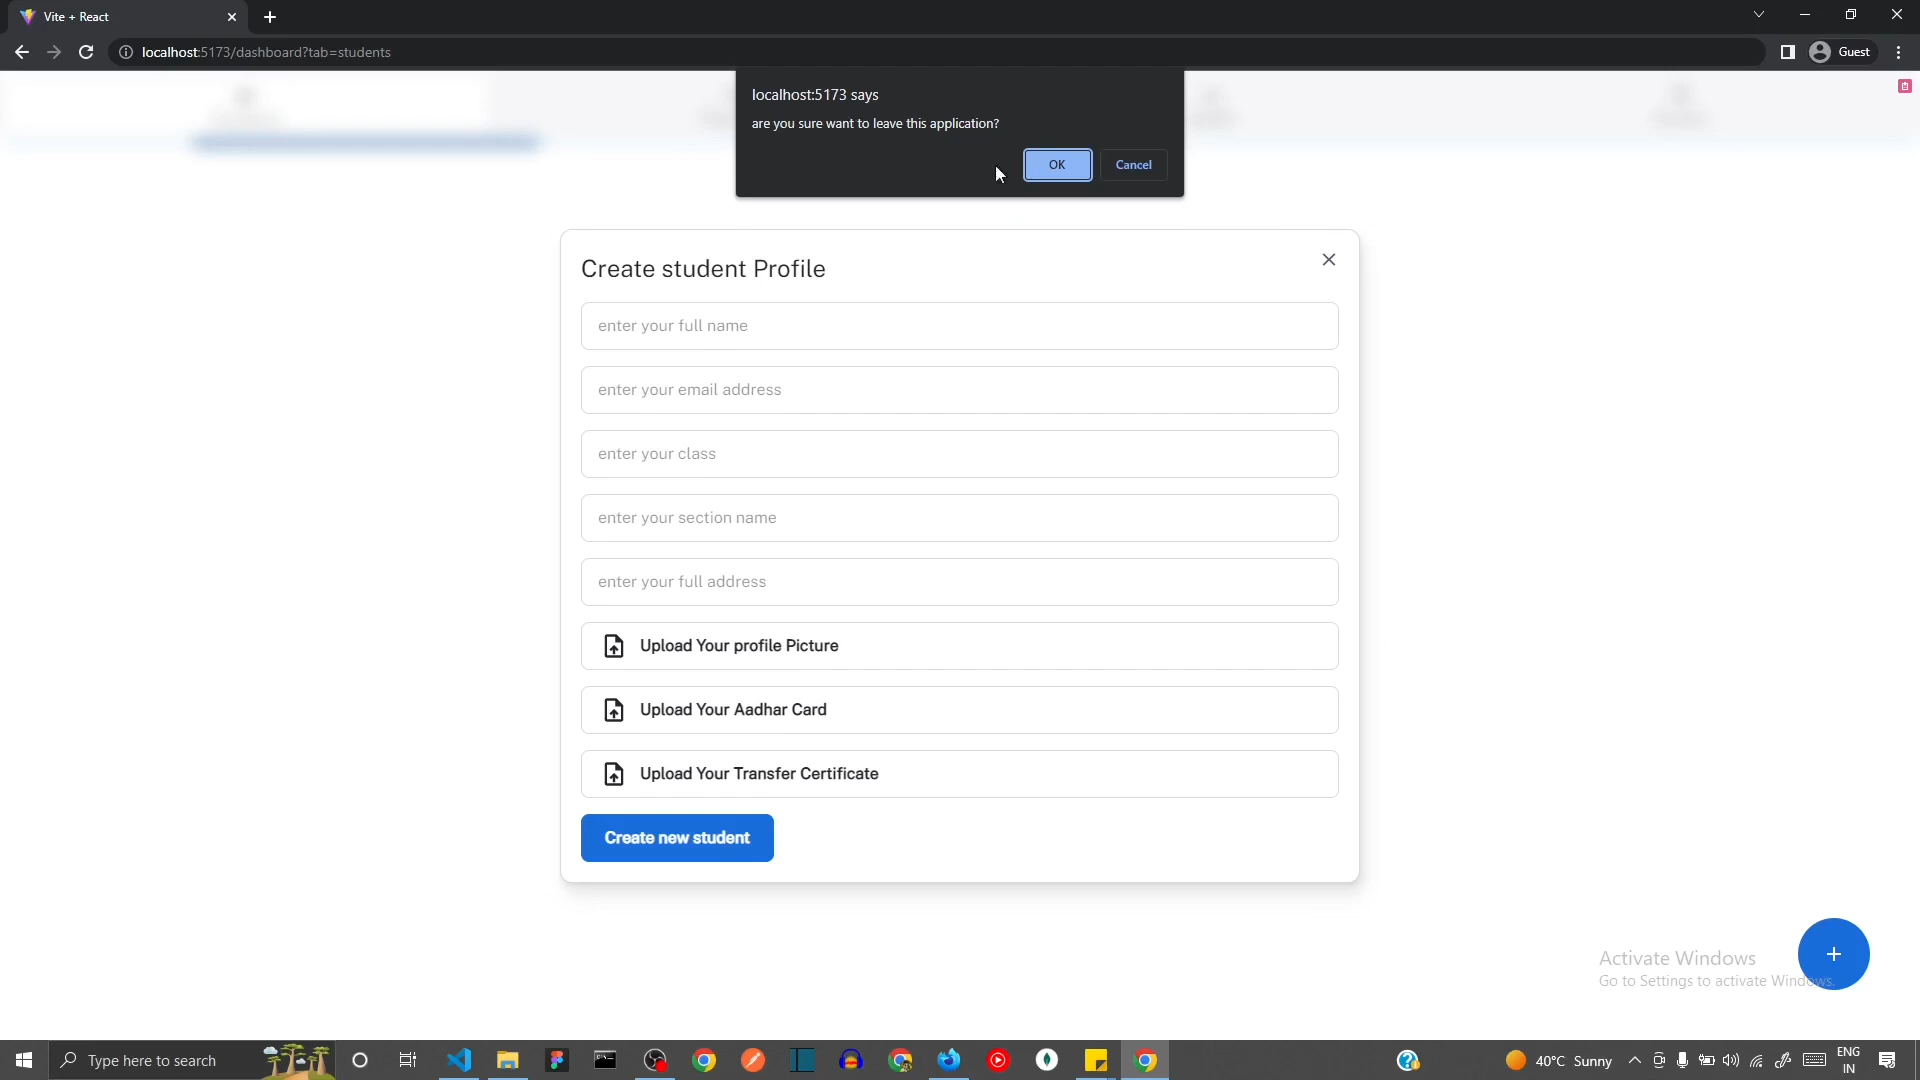 Vite + React
localhost:5173/dashboard?tab=students
Guest
localhost:5173 says
are you sure want to leave this application?
OK
Cancel
Create student Profile
enter your full name
enter your email address
enter your class
enter your section name
enter your full address
Upload Your profile Picture
Upload Your Aadhar Card
Upload Your Transfer Certificate
Create new student
Activate Windows
Go to Settings to activate Windows.
Type here to search
40°C Sunny
ENG
IN